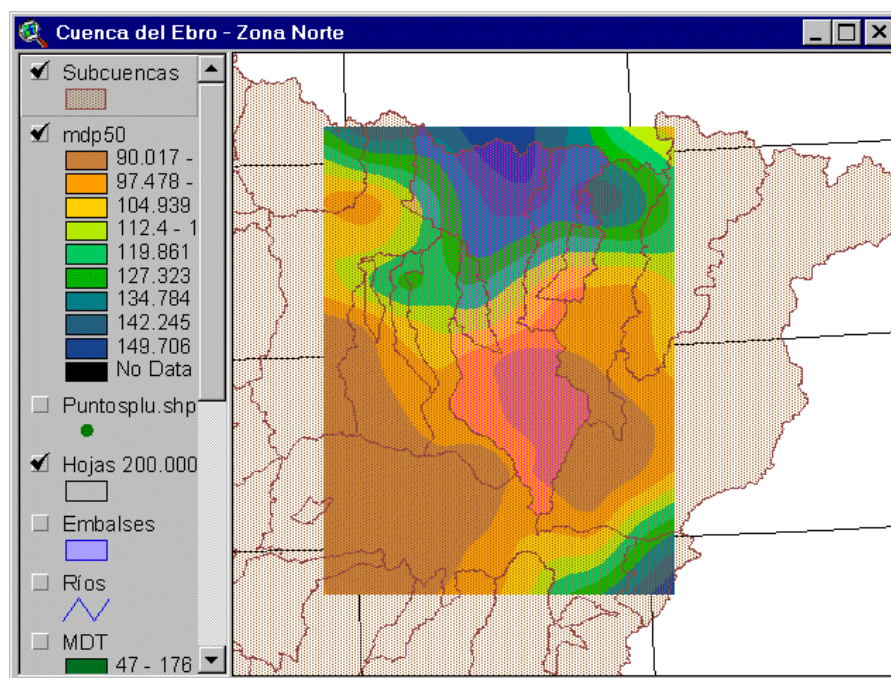 Cuenca del Ebro - Zona Norte
Subcuencas
mdp50
90.017 -
97.478 -
104.939
112.4 - 1
119.861
127.323
134.784
142.245
149.706
No Data
Puntosplu.shp
Hojas 200.000
Embalses
Ríos
MDT
47 - 176